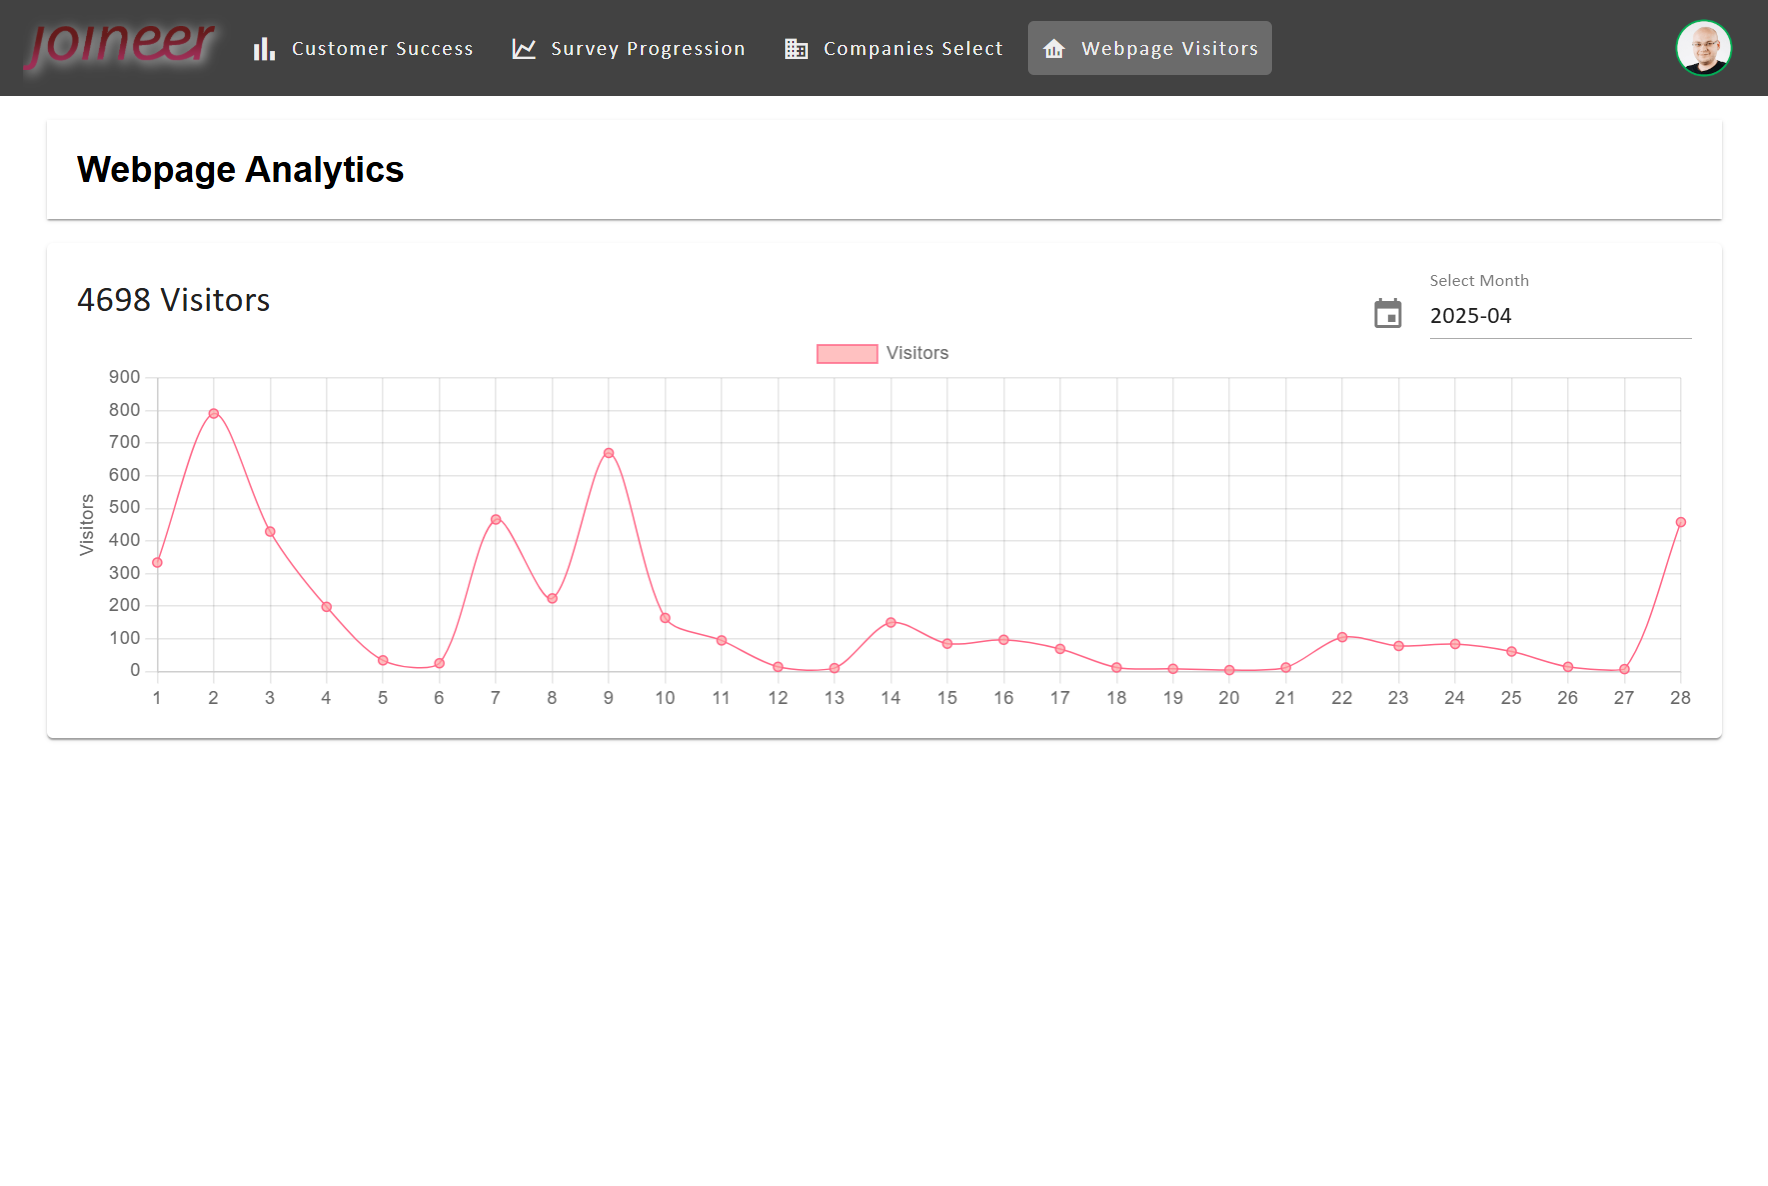 joineer
Customer Success
Survey Progression
Companies Select
Webpage Visitors
Webpage Analytics
4698 Visitors
Select Month
2025-04
Visitors
Visitors
900
800
700
600
500
400
300
200
100
0
1 2 3 4 5 6 7 8 9 10 11 12 13 14 15 16 17 18 19 20 21 22 23 24 25 26 27 28